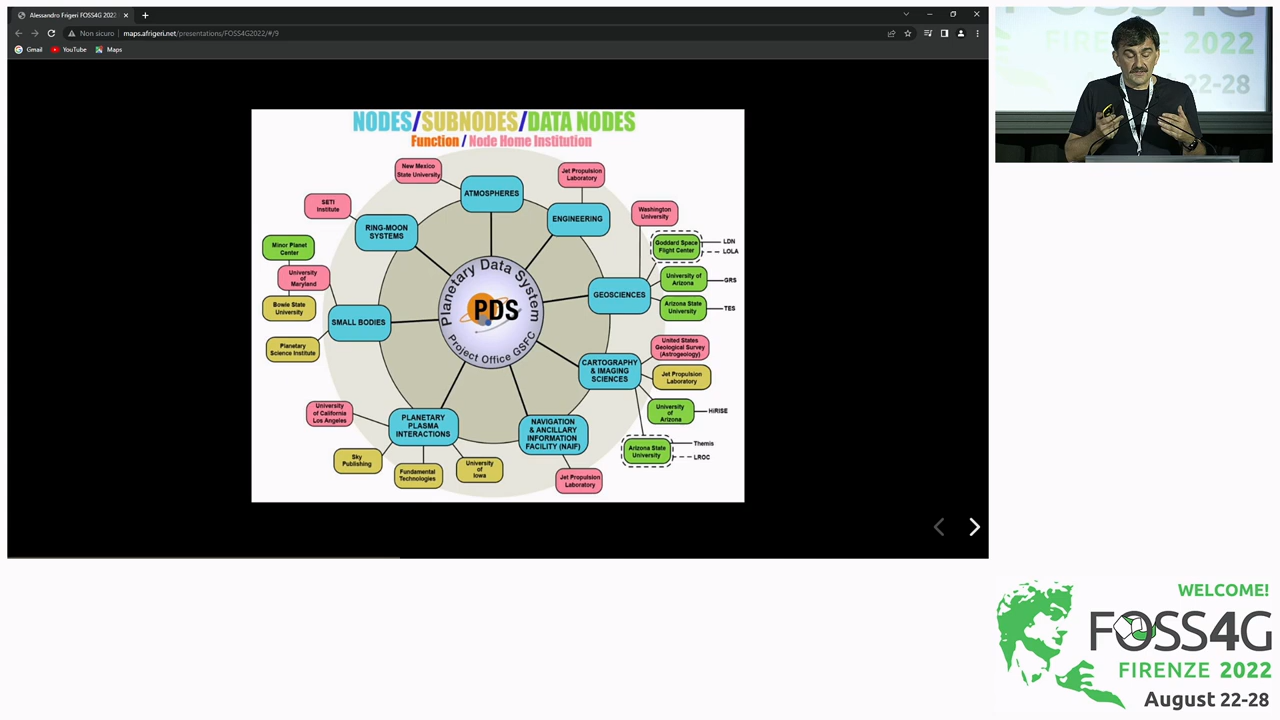 Alessandro Frigeri FOSS4G 2022
Non sicuro
maps.afrigeri.net/presentations/FOSS4G2022/#/9
Gmail
YouTube
Maps
NODES/SUBNODES/DATA NODES
Function / Node Home Institution
New Mexico
State University
ATMOSPHERES
Jet Propulsion
Laboratory
ENGINEERING
SETI
Institute
RING-MOON
SYSTEMS
Washington
University
Goddard Space
Flight Center
LDN
LOLA
Minor Planet
Center
University
of
Maryland
Bowie State
University
Planetary
Science Institute
SMALL BODIES
Planetary Data System
PDS
Project Office GSFC
GEOSCIENCES
University of
Arizona
GRS
Arizona State
University
TES
CARTOGRAPHY
& IMAGING
SCIENCES
United States
Geological Survey
(Astrogeology)
Jet Propulsion
Laboratory
University
of
Arizona
HiRISE
Arizona State
University
Themis
LROC
University
of California
Los Angeles
PLANETARY
PLASMA
INTERACTIONS
Sky
Publishing
Fundamental
Technologies
University
of
Iowa
NAVIGATION
& ANCILLARY
INFORMATION
FACILITY (NAIF)
Jet Propulsion
Laboratory
FOSS4G
FIRENZE 2022
22-28
WELCOME!
FOSS4G
FIRENZE 2022
August 22-28